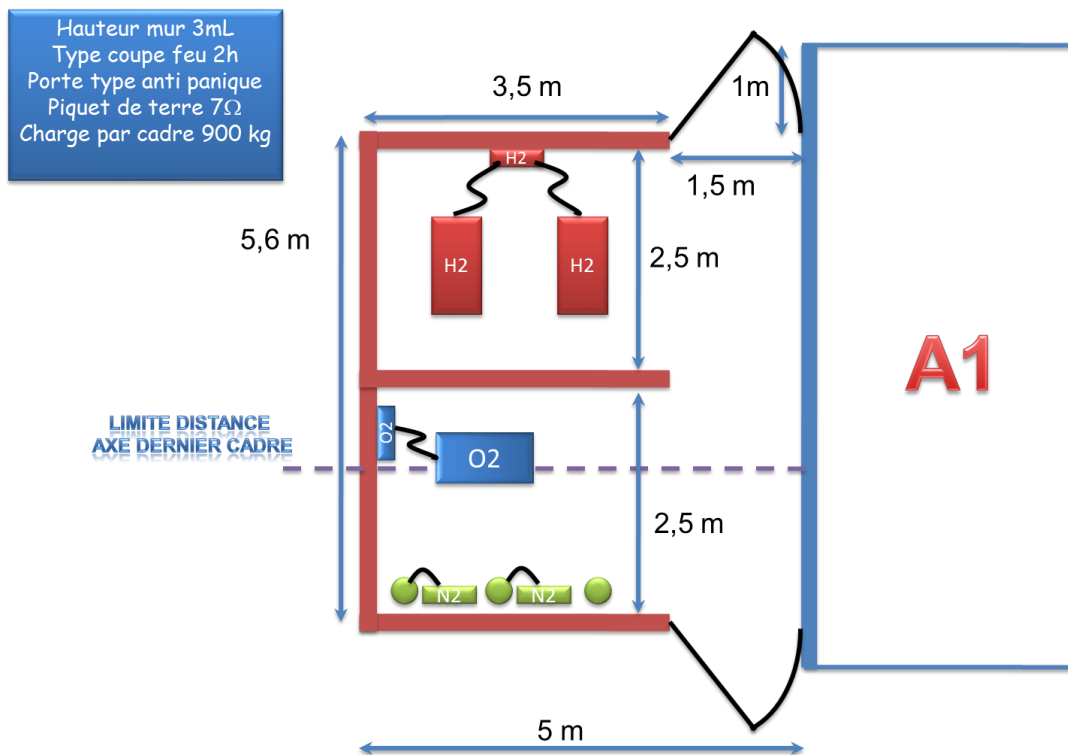 Hauteur mur 3mL
Type coupe feu 2h
Porte type anti panique
Piquet de terre 7Ω
Charge par cadre 900 kg
3,5 m
1m
H2
1,5 m
5,6 m
H2
H2
2,5 m
A1
LIMITE DISTANCE
AXE DERNIER CADRE
O2
O2
2,5 m
N2
N2
5 m